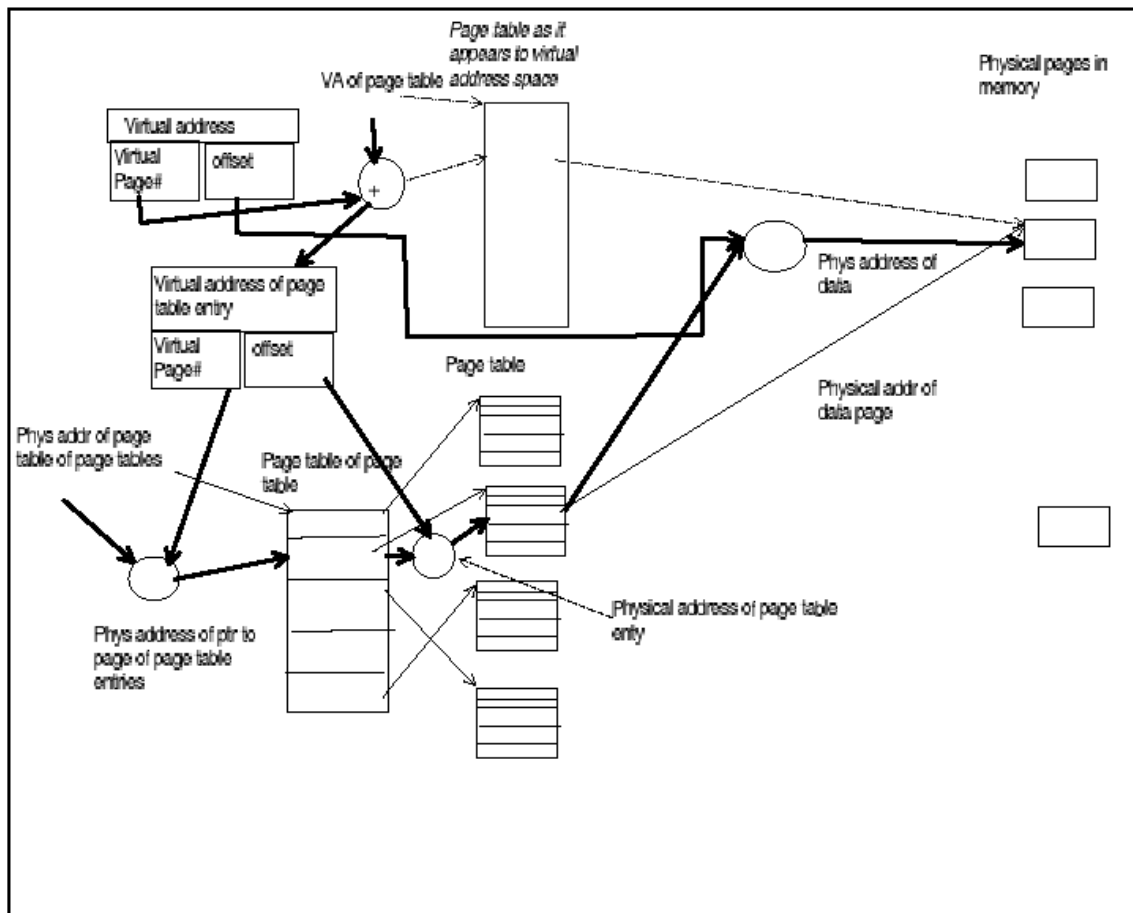 Page table as it
appears to virtual
address space
VA of page table
Physical pages in
memory
Virtual address
Virtual
Page#
offset
+
Phys address of
data
Virtual address of page
table entry
Virtual
Page#
offset
Page table
Physical addr of
data page
Phys addr of page
table of page tables
Page table of page
table
Physical address of page table
enty
Phys address of ptr to
page of page table
entries